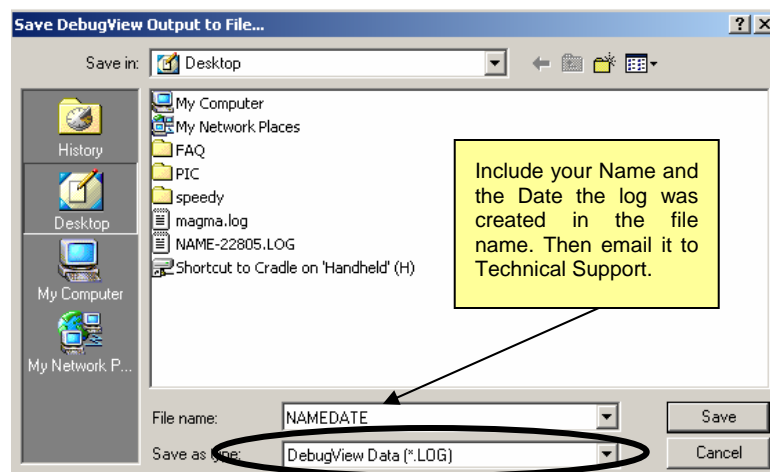 Save DebugView Output to File...
Save in:
Desktop
History
Desktop
My Computer
My Network P...
My Computer
My Network Places
FAQ
PIC
speedy
magma.log
NAME-22805.LOG
Shortcut to Cradle on 'Handheld' (H)
Include your Name and
the Date the log was
created in the file
name. Then email it to
Technical Support.
File name:
NAMEDATE
Save
Save as type:
DebugView Data (*.LOG)
Cancel